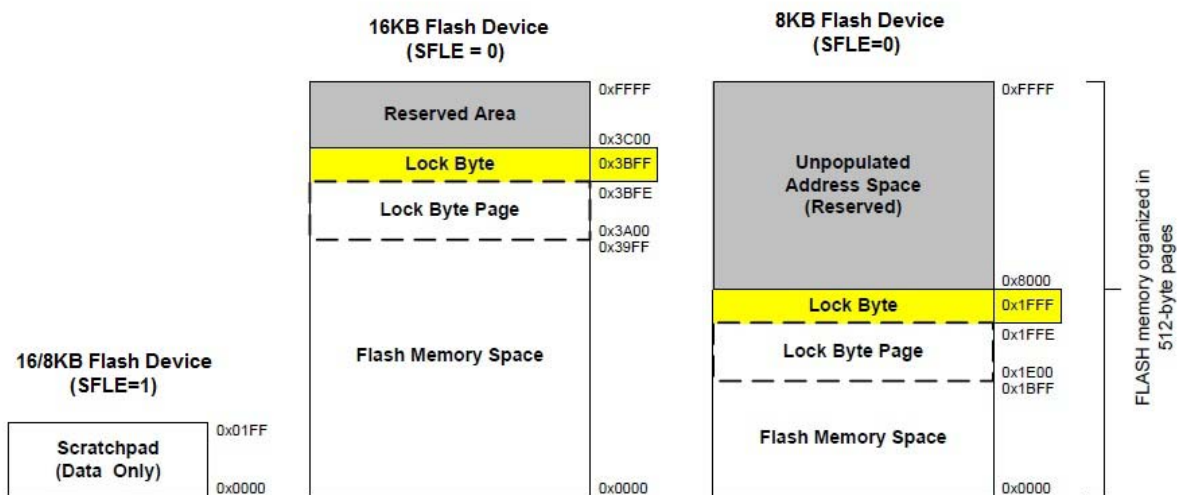 16KB Flash Device
(SFLE = 0)
0xFFFF
Reserved Area
0x3C00
Lock Byte
0x3BFF
0x3BFE
Lock Byte Page
0x3A00
0x39FF
Flash Memory Space
0x0000
8KB Flash Device
(SFLE=0)
0xFFFF
Unpopulated
Address Space
(Reserved)
0x8000
Lock Byte
0x1FFF
0x1FFE
Lock Byte Page
0x1E00
0x1BFF
Flash Memory Space
0x0000
FLASH memory organized in
512-byte pages
16/8KB Flash Device
(SFLE=1)
0x01FF
Scratchpad
(Data Only)
0x0000